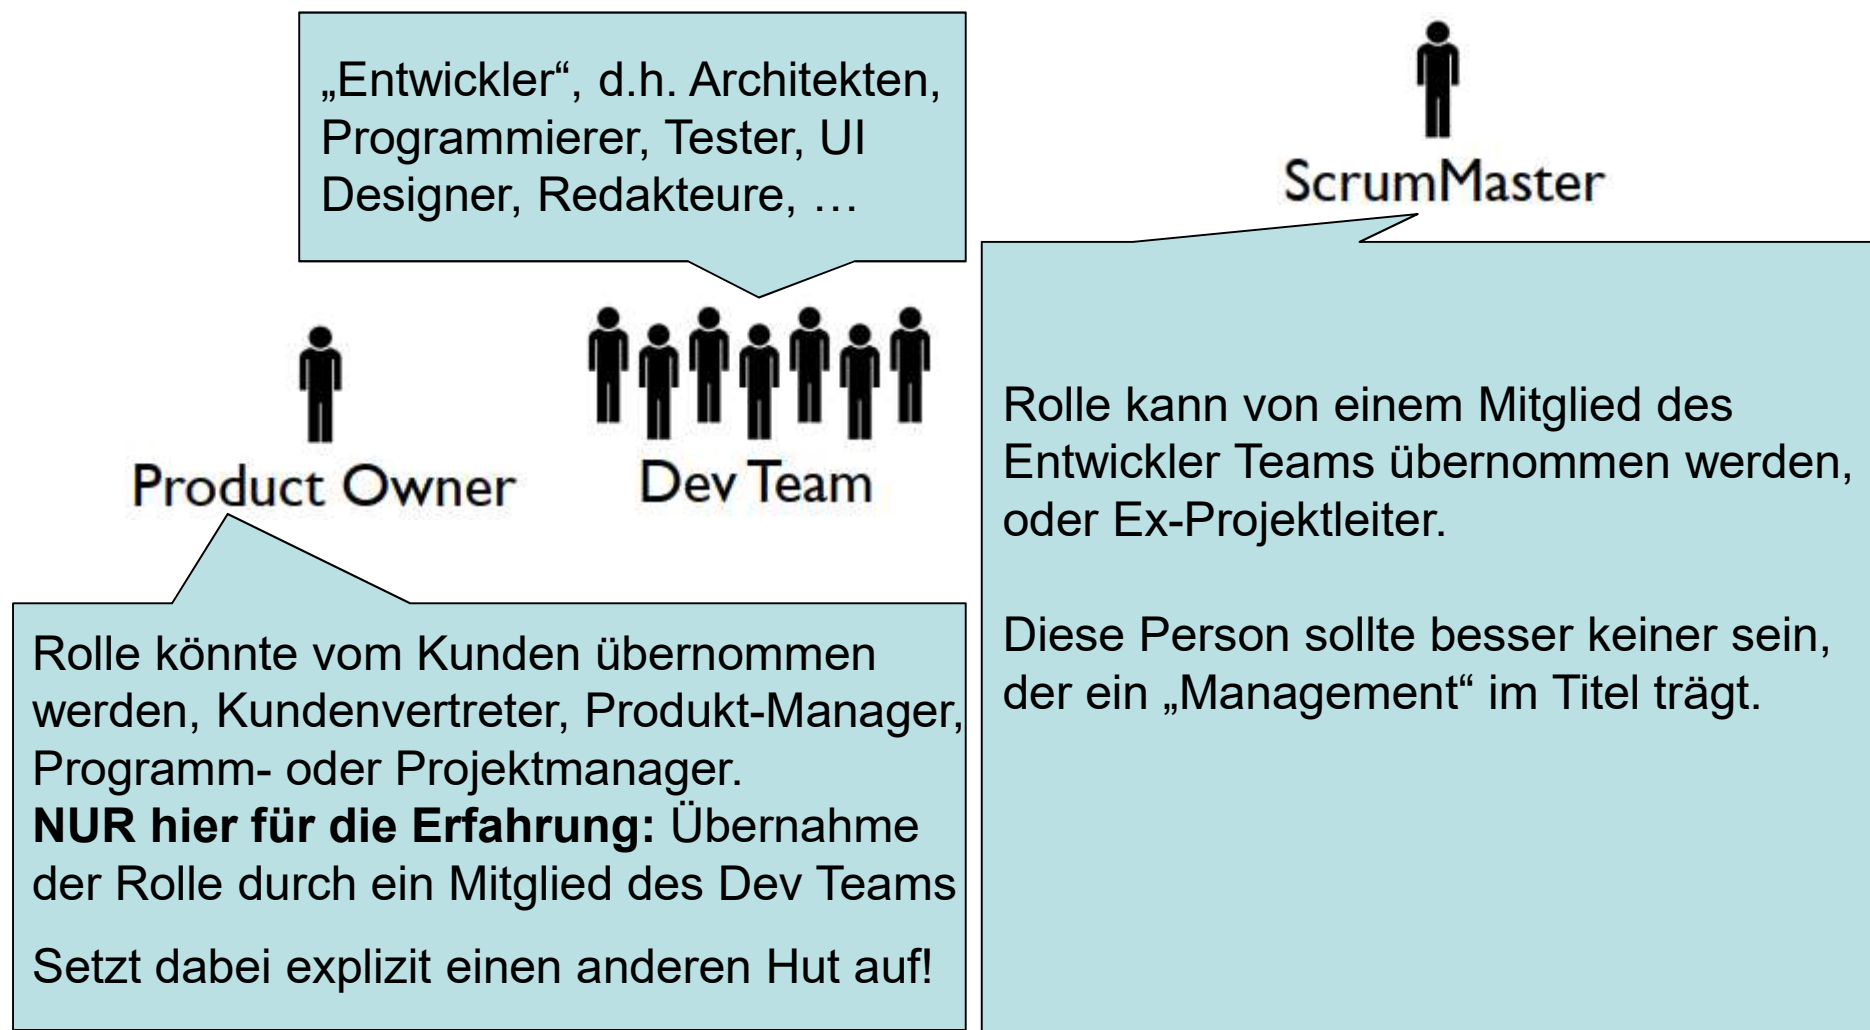 „Entwickler“, d.h. Architekten,
Programmierer, Tester, UI
Designer, Redakteure, …
ScrumMaster
Product Owner
Dev Team
Rolle kann von einem Mitglied des
Entwickler Teams übernommen werden,
oder Ex-Projektleiter.
Diese Person sollte besser keiner sein,
der ein „Management“ im Titel trägt.
Rolle könnte vom Kunden übernommen
werden, Kundenvertreter, Produkt-Manager,
Programm- oder Projektmanager.
NUR hier für die Erfahrung: Übernahme
der Rolle durch ein Mitglied des Dev Teams
Setzt dabei explizit einen anderen Hut auf!